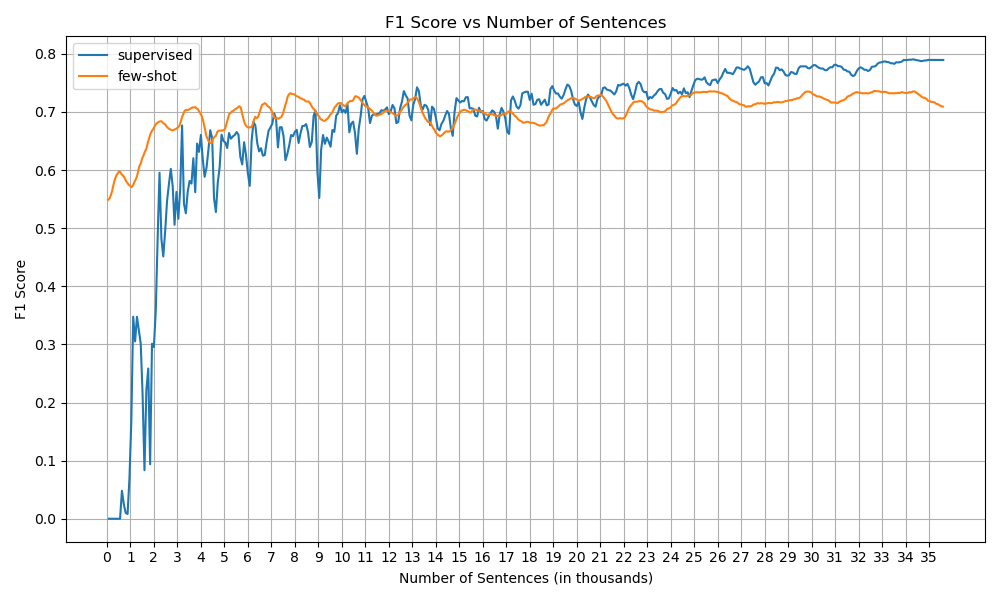 F1 Score vs Number of Sentences
supervised
few-shot
0.8
0.7
0.6
0.5
0.4
0.3
0.2
0.1
0.0
F1 Score
0 1 2 3 4 5 6 7 8 9 10 11 12 13 14 15 16 17 18 19 20 21 22 23 24 25 26 27 28 29 30 31 32 33 34 35
Number of Sentences (in thousands)